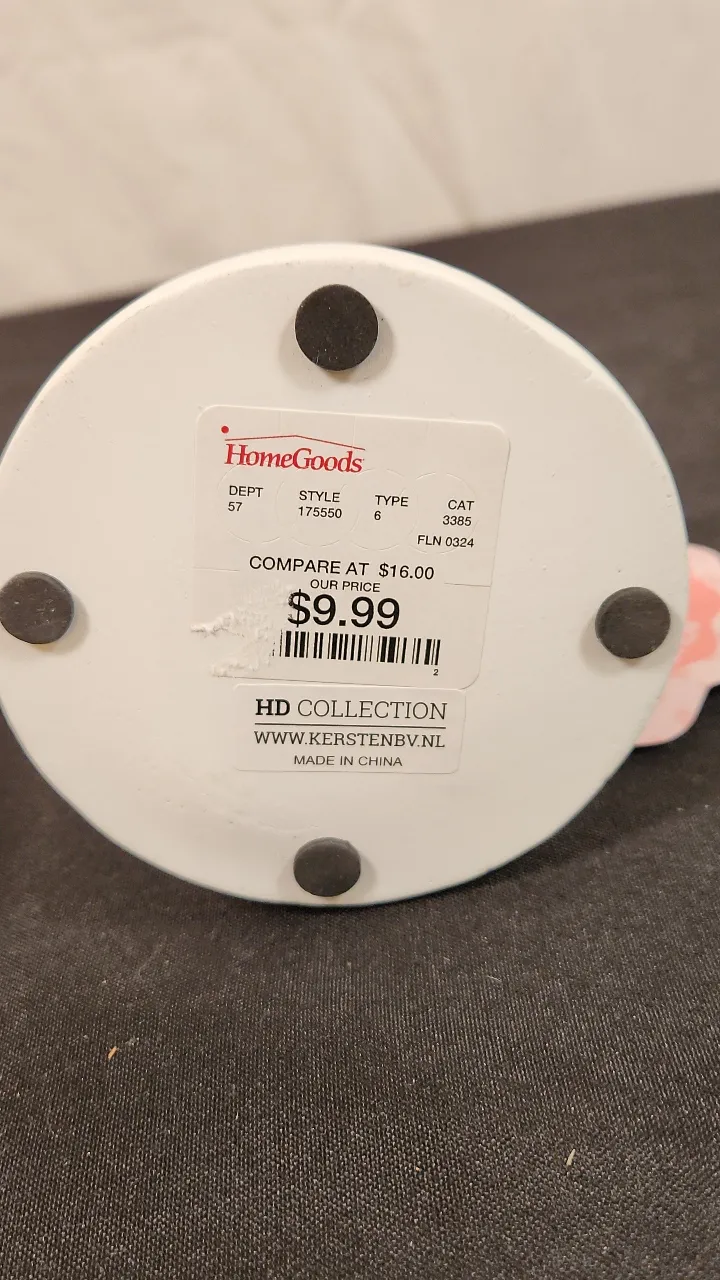 HomeGoods
DEPT STYLE TYPE CAT
57 175550 6 3385
FLN 0324
COMPARE AT $16.00
OUR PRICE
$9.99
2
HD COLLECTION
WWW.KERSTENBV.NL
MADE IN CHINA